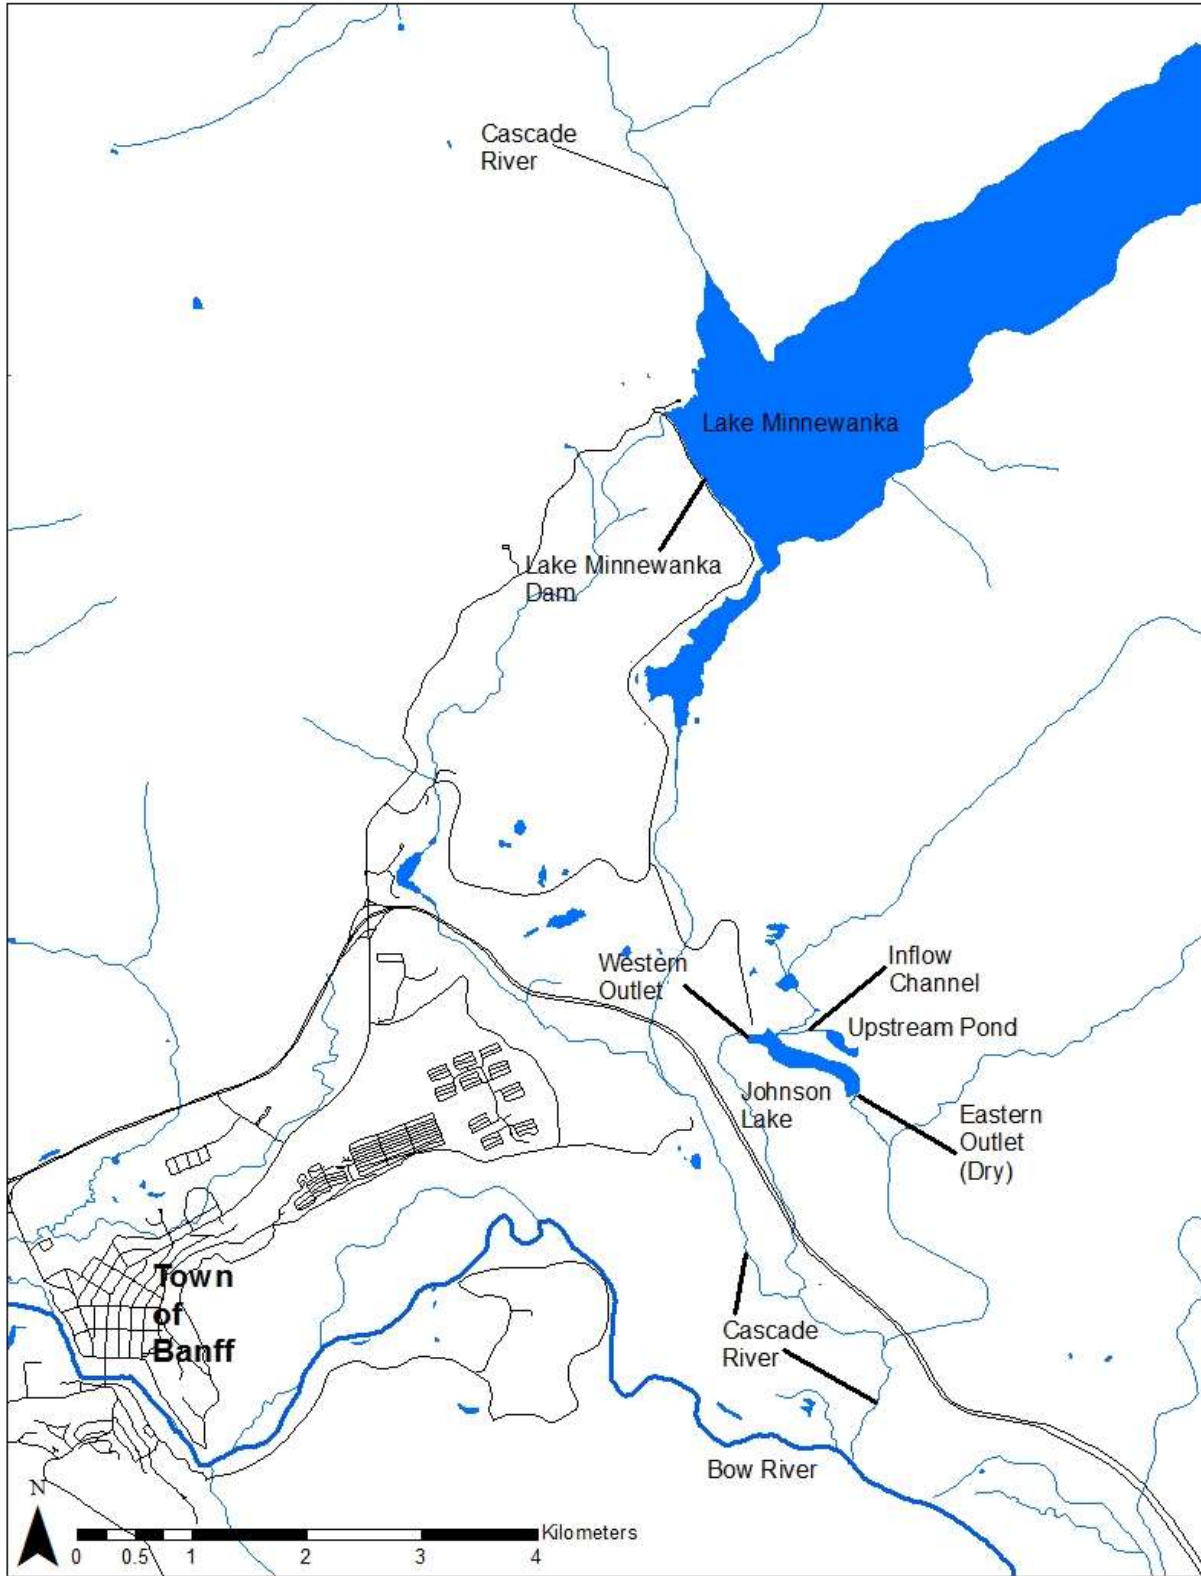 Cascade
River
Lake Minnewanka
Lake Minnewanka
Dam
Western
Outlet
Inflow
Channel
Upstream Pond
Johnson
Lake
Eastern
Outlet
(Dry)
Town
of
Banff
Cascade
River
Bow River
N
Kilometers
0 0.5 1 2 3 4